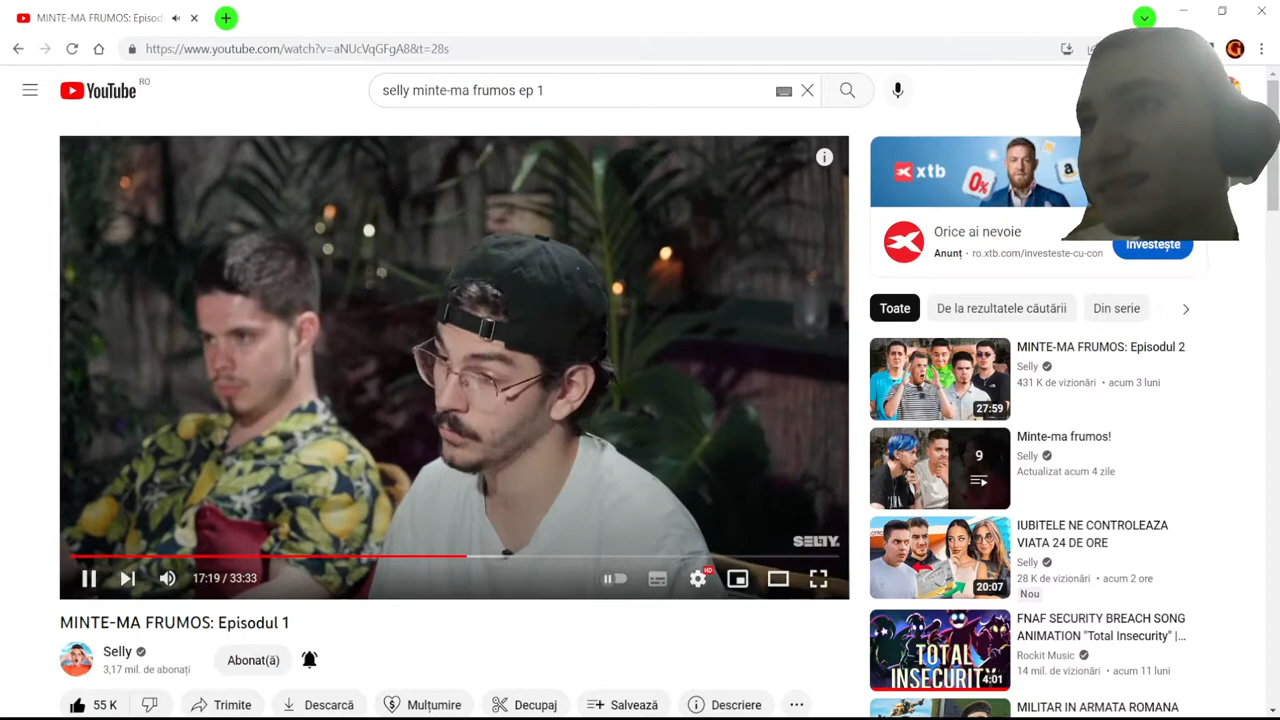 MINTE-MA FRUMOS: Episod
https://www.youtube.com/watch?v=aNUcVqGFgA8&t=28s
YouTube RO
selly minte-ma frumos ep 1
xtb
0%
a
Orice ai nevoie
Anunț · ro.xtb.com/investeste-cu-con
Investește
Toate
De la rezultatele căutării
Din serie
MINTE-MA FRUMOS: Episodul 2
Selly
431 K de vizionări • acum 3 luni
27:59
Minte-ma frumos!
Selly
Actualizat acum 4 zile
9
IUBITELE NE CONTROLEAZA
VIATA 24 DE ORE
Selly
28 K de vizionări • acum 2 ore
Nou
20:07
FNAF SECURITY BREACH SONG
ANIMATION "Total Insecurity" |...
Rockit Music
14 mil. de vizionări • acum 11 luni
TOTAL
INSECURITY
4:01
MILITAR IN ARMATA ROMANA
SELTY.
17:19 / 33:33
HD
MINTE-MA FRUMOS: Episodul 1
Selly
3,17 mil. de abonați
Abonat(ă)
55 K
Trimite
Descarcă
Mulțumire
Decupaj
Salvează
Descriere